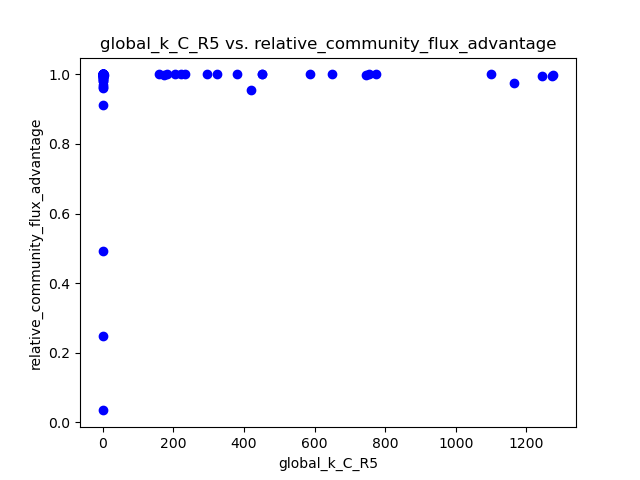 global_k_C_R5 vs. relative_community_flux_advantage
relative_community_flux_advantage
1.0
0.8
0.6
0.4
0.2
0.0
0 200 400 600 800 1000 1200
global_k_C_R5